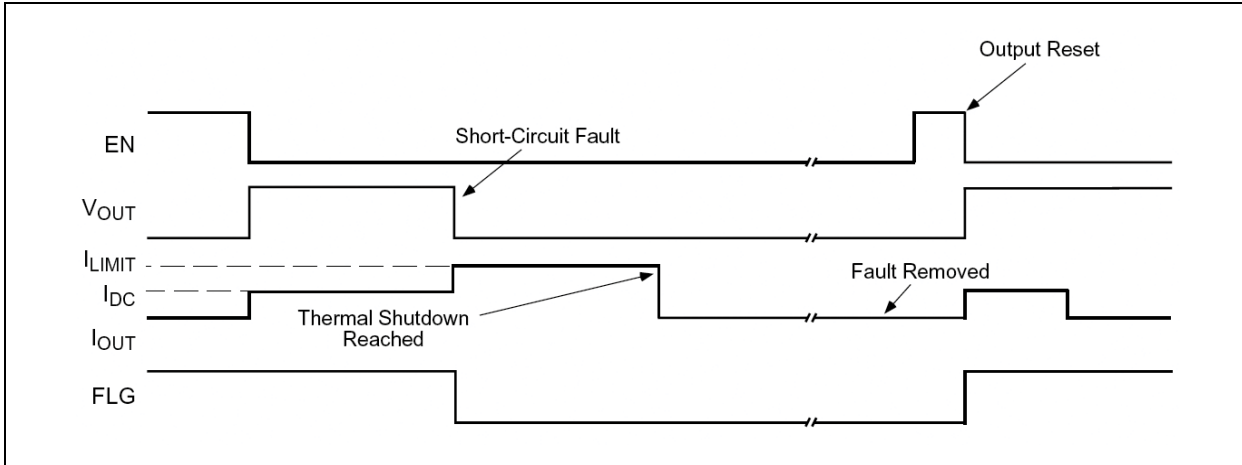 Output Reset
EN
Short-Circuit Fault
VOUT
ILIMIT
IDC
Fault Removed
Thermal Shutdown
Reached
IOUT
FLG